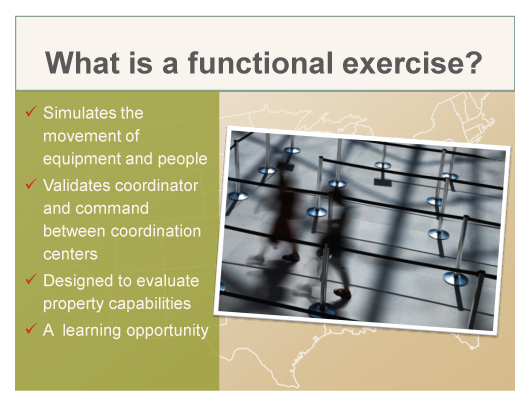 What is a functional exercise?
✓ Simulates the
movement of
equipment and people
✓ Validates coordinator
and command
between coordination
centers
✓ Designed to evaluate
property capabilities
✓ A  learning opportunity